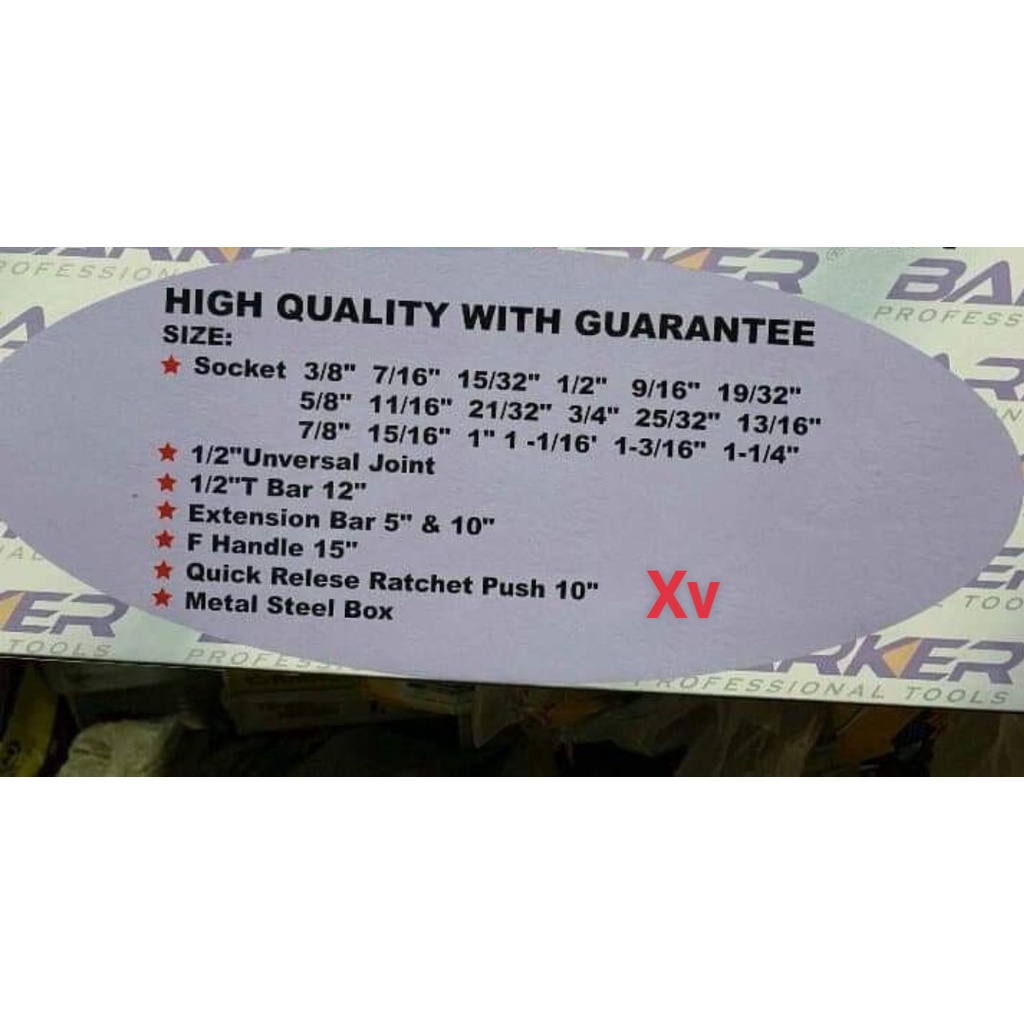 HIGH QUALITY WITH GUARANTEE
SIZE:
Socket 3/8" 7/16" 15/32" 1/2" 9/16" 19/32"
5/8" 11/16" 21/32" 3/4" 25/32" 13/16"
7/8" 15/16" 1" 1 -1/16' 1-3/16" 1-1/4"
1/2"Unversal Joint
1/2"T Bar 12"
Extension Bar 5" & 10"
F Handle 15"
Quick Relese Ratchet Push 10"
Metal Steel Box
Xv
PROFESSIONAL TOOLS